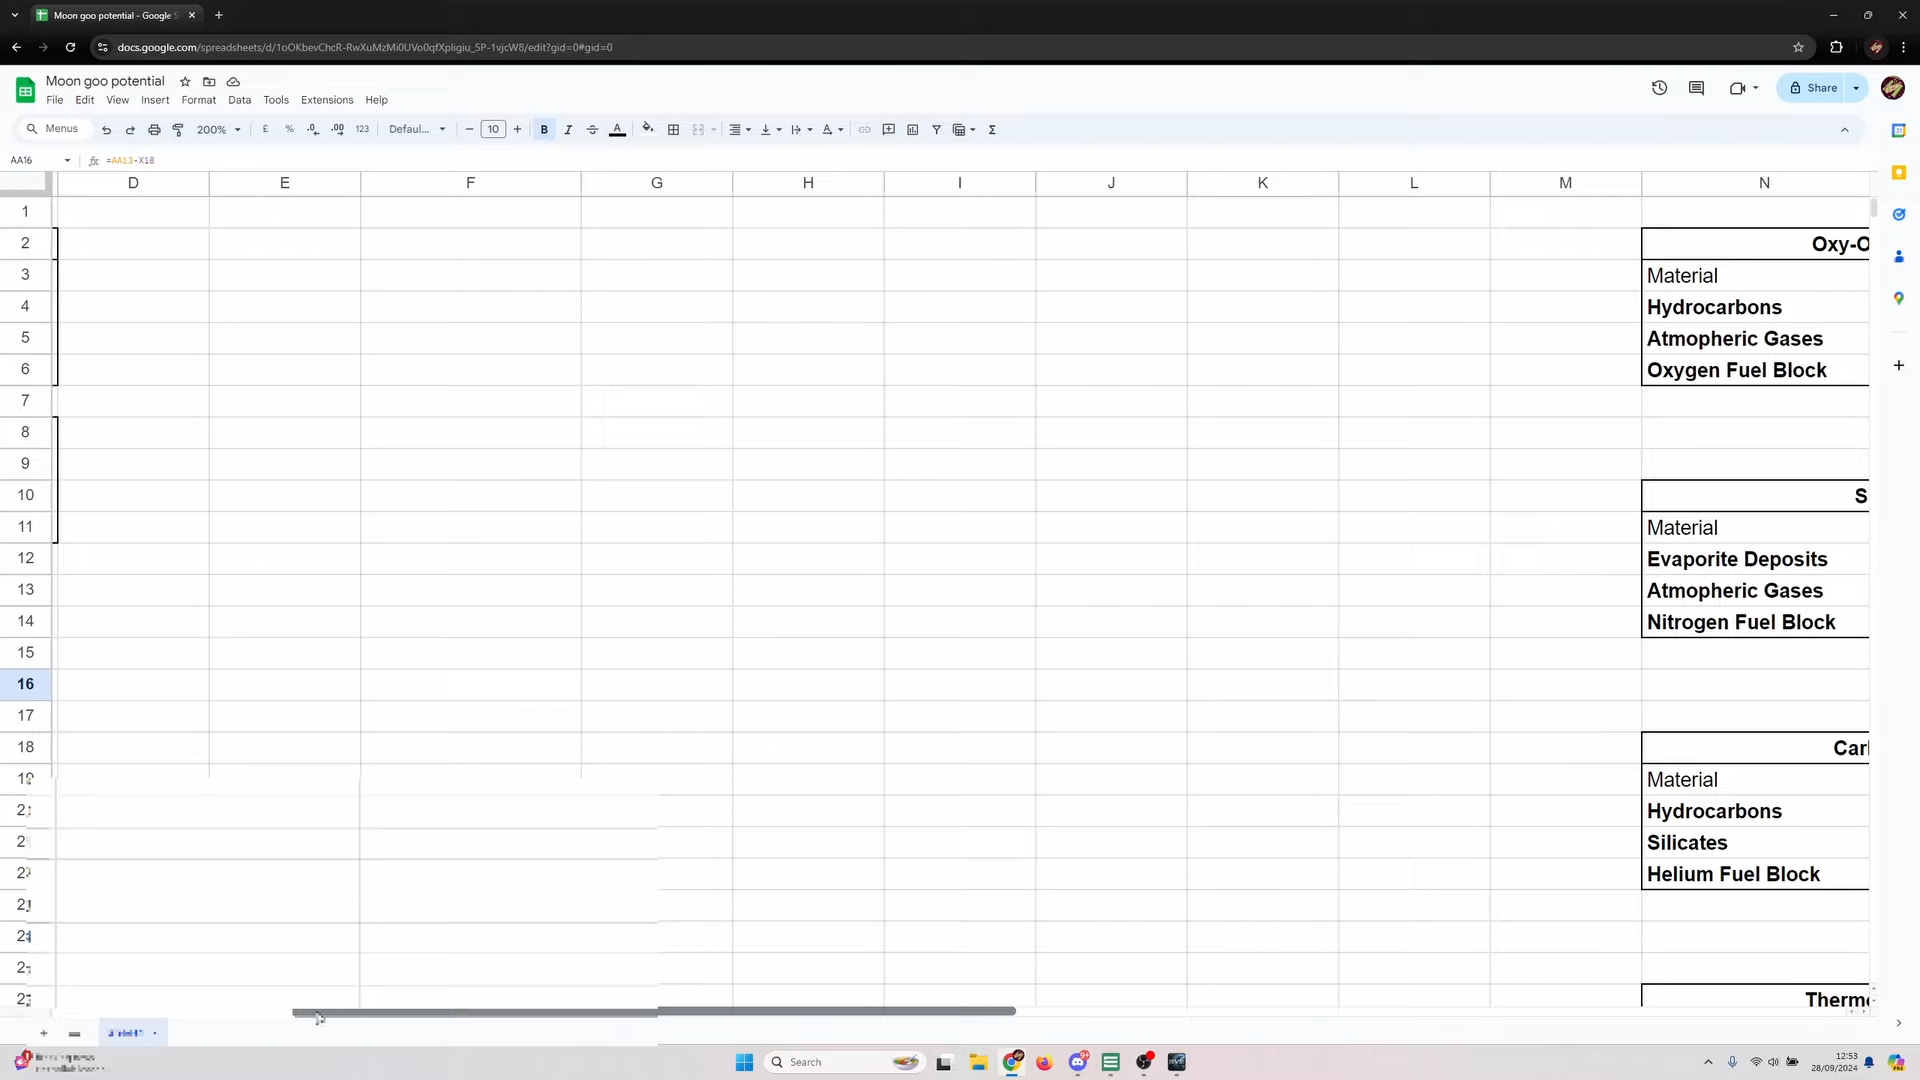 Moon goo potential - Google S
docs.google.com/spreadsheets/d/1oOKbevChcR-RwXuMzMi0UVo0qfXpligiu_5P-1vjcW8/edit?gid=0#gid=0
Moon goo potential
File Edit View Insert Format Data Tools Extensions Help
Share
Menus 200% £ % .0 .00 123 Defaul... 10 B I S A
AA16 fx =AA13-X18
D E F G H I J K L M N
1
2 Oxy-O
3 Material
4 Hydrocarbons
5 Atmopheric Gases
6 Oxygen Fuel Block
7
8
9
10 S
11 Material
12 Evaporite Deposits
13 Atmopheric Gases
14 Nitrogen Fuel Block
15
16
17
18 Car
Material
Hydrocarbons
Silicates
Helium Fuel Block
Therm
Search
12:53
28/09/2024